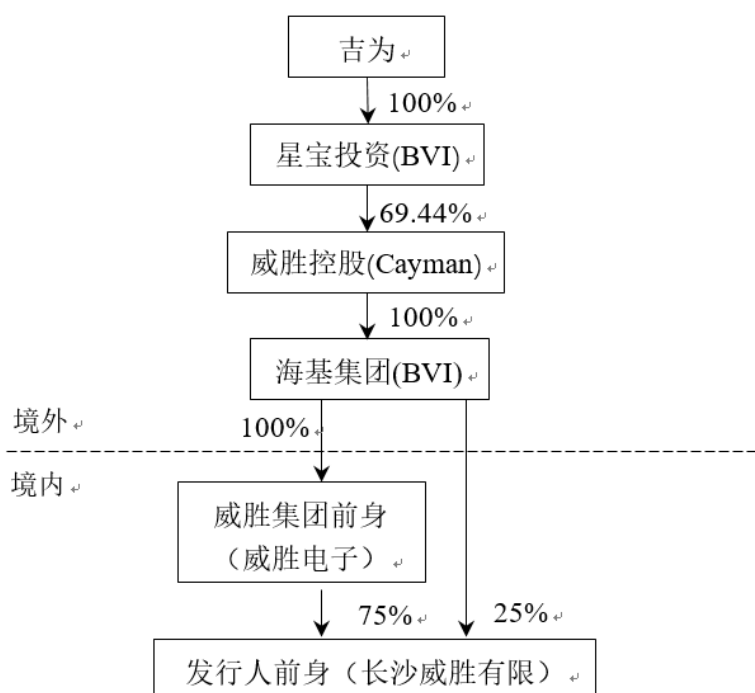 吉为
100%
星宝投资(BVI)
69.44%
威胜控股(Cayman)
100%
海基集团(BVI)
境外
100%
境内
威胜集团前身
（威胜电子）
75%
25%
发行人前身（长沙威胜有限）